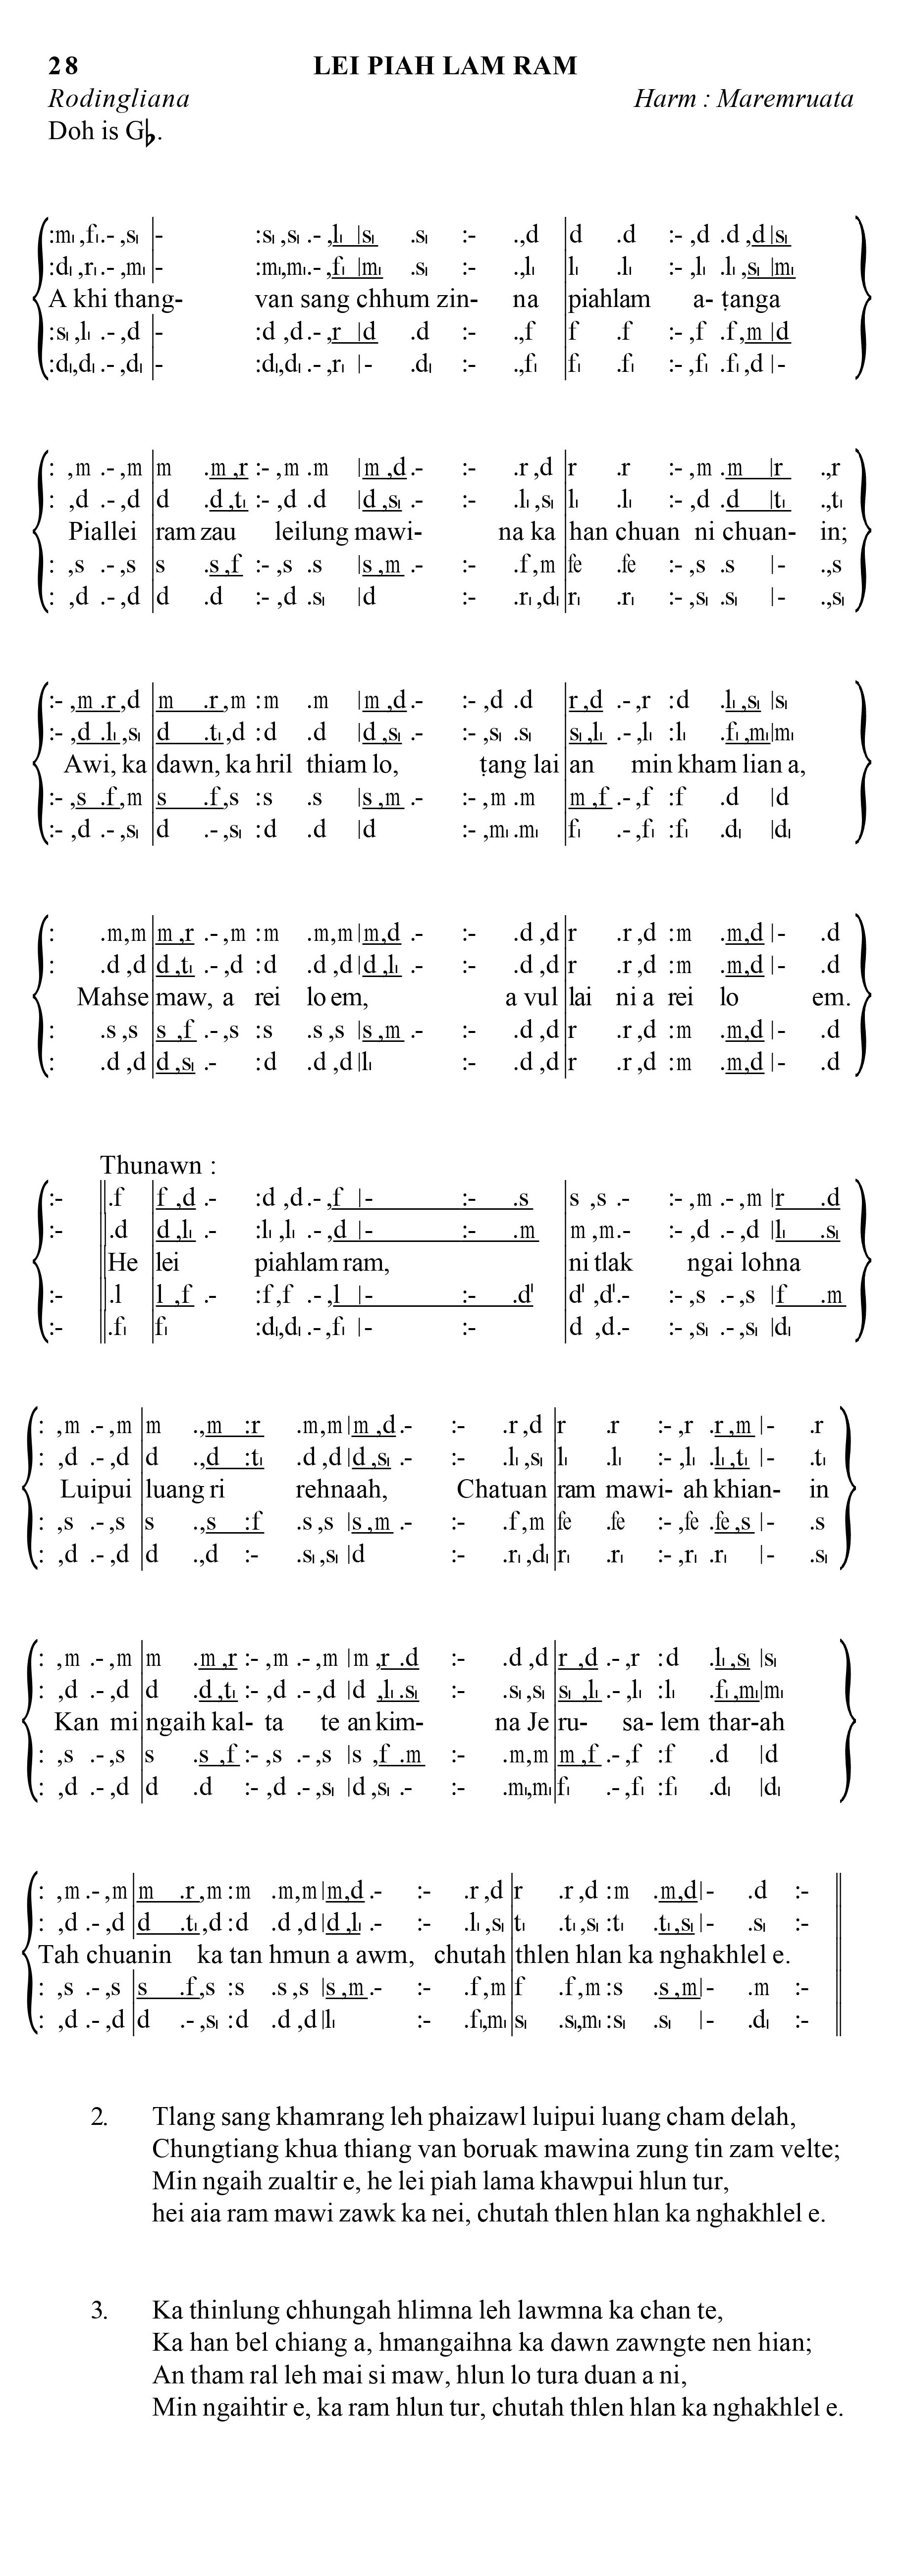 28 LEI PIAH LAM RAM
Rodingliana Harm : Maremruata
Doh is G♭.
:m₁ ,f₁.- ,s₁ |- :s₁ ,s₁ .- ,l₁ |s₁ .s₁ :- .,d |d .d :- ,d .d ,d |s₁
:d₁ ,r₁.- ,m₁ |- :m₁,m₁.- ,f₁ |m₁ .s₁ :- .,l₁ |l₁ .l₁ :- ,l₁ .l₁ ,s₁ |m₁
A khi thang- van sang chhum zin- na piahlam a- ṭanga
:s₁ ,l₁ .- ,d |- :d ,d .- ,r |d .d :- .,f |f .f :- ,f .f ,m |d
:d₁,d₁ .- ,d₁ |- :d₁,d₁ .- ,r₁ |- .d₁ :- .,f₁ |f₁ .f₁ :- ,f₁ .f₁ ,d |-
: ,m .- ,m |m .m ,r :- ,m .m |m ,d .- :- .r ,d |r .r :- ,m .m |r .,r
: ,d .- ,d |d .d ,t₁ :- ,d .d |d ,s₁ .- :- .l₁ ,s₁ |l₁ .l₁ :- ,d .d |t₁ .,t₁
Piallei ram zau leilung mawi- na ka han chuan ni chuan- in;
: ,s .- ,s |s .s ,f :- ,s .s |s ,m .- :- .f ,m |fe .fe :- ,s .s |- .,s
: ,d .- ,d |d .d :- ,d .s₁ |d :- .r₁ ,d₁ |r₁ .r₁ :- ,s₁ .s₁ |- .,s₁
:- ,m .r ,d |m .r ,m :m .m |m ,d .- :- ,d .d |r ,d .- ,r :d .l₁ ,s₁ |s₁
:- ,d .l₁ ,s₁ |d .t₁ ,d :d .d |d ,s₁ .- :- ,s₁ .s₁ |s₁ ,l₁ .- ,l₁ :l₁ .f₁ ,m₁|m₁
Awi, ka dawn, ka hril thiam lo, ṭang lai an min kham lian a,
:- ,s .f ,m |s .f ,s :s .s |s ,m .- :- ,m .m |m ,f .- ,f :f .d |d
:- ,d .- ,s₁ |d .- ,s₁ :d .d |d :- ,m₁ .m₁ |f₁ .- ,f₁ :f₁ .d₁ |d₁
: .m,m |m ,r .- ,m :m .m,m |m,d .- :- .d ,d |r .r ,d :m .m,d |- .d
: .d ,d |d ,t₁ .- ,d :d .d ,d |d ,l₁ .- :- .d ,d |r .r ,d :m .m,d |- .d
Mahse maw, a rei lo em, a vul lai ni a rei lo em.
: .s ,s |s ,f .- ,s :s .s ,s |s ,m .- :- .d ,d |r .r ,d :m .m,d |- .d
: .d ,d |d ,s₁ .- :d .d ,d |l₁ :- .d ,d |r .r ,d :m .m,d |- .d
Thunawn :
:- ||.f |f ,d .- :d ,d .- ,f |- :- .s |s ,s .- :- ,m .- ,m |r .d
:- ||.d |d ,l₁ .- :l₁ ,l₁ .- ,d |- :- .m |m ,m.- :- ,d .- ,d |l₁ .s₁
He lei piahlam ram, ni tlak ngai lohna
:- ||.l |l ,f .- :f ,f .- ,l |- :- .d¹ |d¹ ,d¹.- :- ,s .- ,s |f .m
:- ||.f₁ |f₁ :d₁,d₁ .- ,f₁ |- :- |d ,d.- :- ,s₁ .- ,s₁ |d₁
: ,m .- ,m |m .,m :r .m,m |m ,d .- :- .r ,d |r .r :- ,r .r ,m |- .r
: ,d .- ,d |d .,d :t₁ .d ,d |d ,s₁ .- :- .l₁ ,s₁ |l₁ .l₁ :- ,l₁ .l₁ ,t₁ |- .t₁
Luipui luang ri rehnaah, Chatuan ram mawi- ah khian- in
: ,s .- ,s |s .,s :f .s ,s |s ,m .- :- .f ,m |fe .fe :- ,fe .fe ,s |- .s
: ,d .- ,d |d .,d :- .s₁ ,s₁ |d :- .r₁ ,d₁ |r₁ .r₁ :- ,r₁ .r₁ |- .s₁
: ,m .- ,m |m .m ,r :- ,m .- ,m |m ,r .d :- .d ,d |r ,d .- ,r :d .l₁ ,s₁ |s₁
: ,d .- ,d |d .d ,t₁ :- ,d .- ,d |d ,l₁ .s₁ :- .s₁ ,s₁ |s₁ ,l₁ .- ,l₁ :l₁ .f₁ ,m₁|m₁
Kan mi ngaih kal- ta te an kim- na Je ru- sa- lem thar-ah
: ,s .- ,s |s .s ,f :- ,s .- ,s |s ,f .m :- .m,m |m ,f .- ,f :f .d |d
: ,d .- ,d |d .d :- ,d .- ,s₁ |d ,s₁ .- :- .m₁,m₁ |f₁ .- ,f₁ :f₁ .d₁ |d₁
: ,m .- ,m |m .r ,m :m .m,m |m,d .- :- .r ,d |r .r ,d :m .m,d|- .d :- ||
: ,d .- ,d |d .t₁ ,d :d .d ,d |d ,l₁ .- :- .l₁ ,s₁ |t₁ .t₁ ,s₁ :t₁ .t₁,s₁ |- .s₁ :- ||
Tah chuanin ka tan hmun a awm, chutah thlen hlan ka nghakhlel e.
: ,s .- ,s |s .f ,s :s .s ,s |s ,m .- :- .f ,m |f .f ,m :s .s ,m|- .m :- ||
: ,d .- ,d |d .- ,s₁ :d .d ,d |l₁ :- .f₁,m₁ |s₁ .s₁,m₁ :s₁ .s₁ |- .d₁ :- ||
2. Tlang sang khamrang leh phaizawl luipui luang cham delah,
Chungtiang khua thiang van boruak mawina zung tin zam velte;
Min ngaih zualtir e, he lei piah lama khawpui hlun tur,
hei aia ram mawi zawk ka nei, chutah thlen hlan ka nghakhlel e.
3. Ka thinlung chhungah hlimna leh lawmna ka chan te,
Ka han bel chiang a, hmangaihna ka dawn zawngte nen hian;
An tham ral leh mai si maw, hlun lo tura duan a ni,
Min ngaihtir e, ka ram hlun tur, chutah thlen hlan ka nghakhlel e.